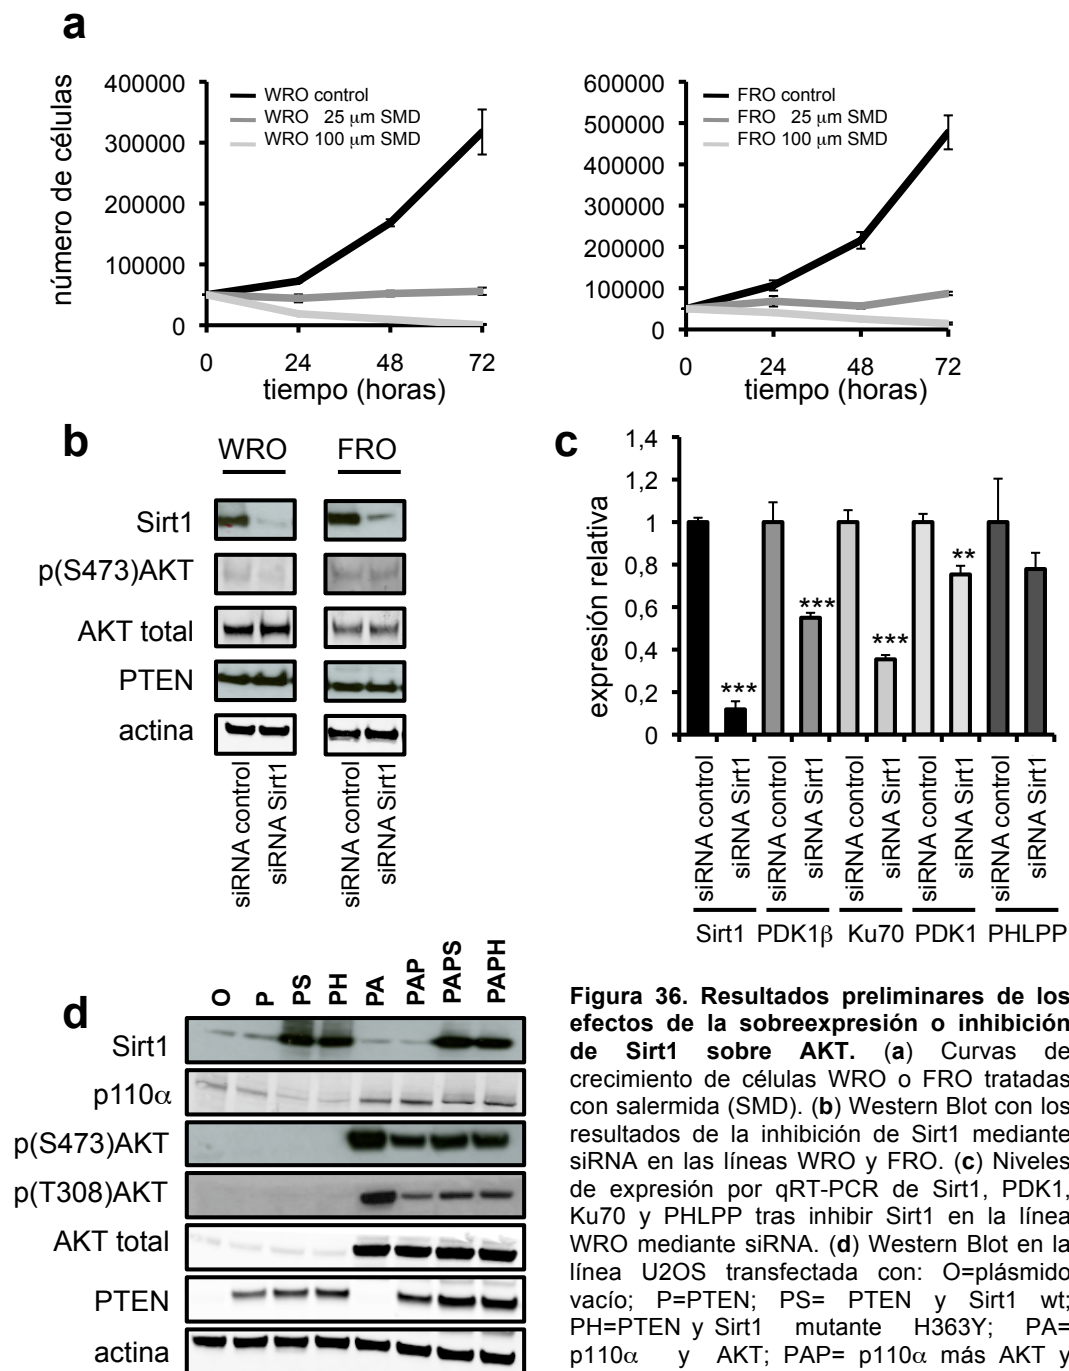 a
número de células
400000
300000
200000
100000
0
WRO control
WRO 25 µm SMD
WRO 100 µm SMD
0 24 48 72
tiempo (horas)
600000
500000
400000
300000
200000
100000
0
FRO control
FRO 25 µm SMD
FRO 100 µm SMD
0 24 48 72
tiempo (horas)
b
WRO FRO
Sirt1
p(S473)AKT
AKT total
PTEN
actina
siRNA control
siRNA Sirt1
siRNA control
siRNA Sirt1
c
expresión relativa
1,4
1,2
1
0,8
0,6
0,4
0,2
0
***
***
***
**
siRNA control
siRNA Sirt1
siRNA control
siRNA Sirt1
siRNA control
siRNA Sirt1
siRNA control
siRNA Sirt1
siRNA control
siRNA Sirt1
Sirt1 PDK1β Ku70 PDK1 PHLPP
d
O P PS PH PA PAP PAPS PAPH
Sirt1
p110α
p(S473)AKT
p(T308)AKT
AKT total
PTEN
actina
Figura 36. Resultados preliminares de los
efectos de la sobreexpresión o inhibición
de Sirt1 sobre AKT. (a) Curvas de
crecimiento de células WRO o FRO tratadas
con salermida (SMD). (b) Western Blot con los
resultados de la inhibición de Sirt1 mediante
siRNA en las líneas WRO y FRO. (c) Niveles
de expresión por qRT-PCR de Sirt1, PDK1,
Ku70 y PHLPP tras inhibir Sirt1 en la línea
WRO mediante siRNA. (d) Western Blot en la
línea U2OS transfectada con: O=plásmido
vacío; P=PTEN; PS= PTEN y Sirt1 wt;
PH=PTEN y Sirt1 mutante H363Y; PA=
p110α y AKT; PAP= p110α más AKT y